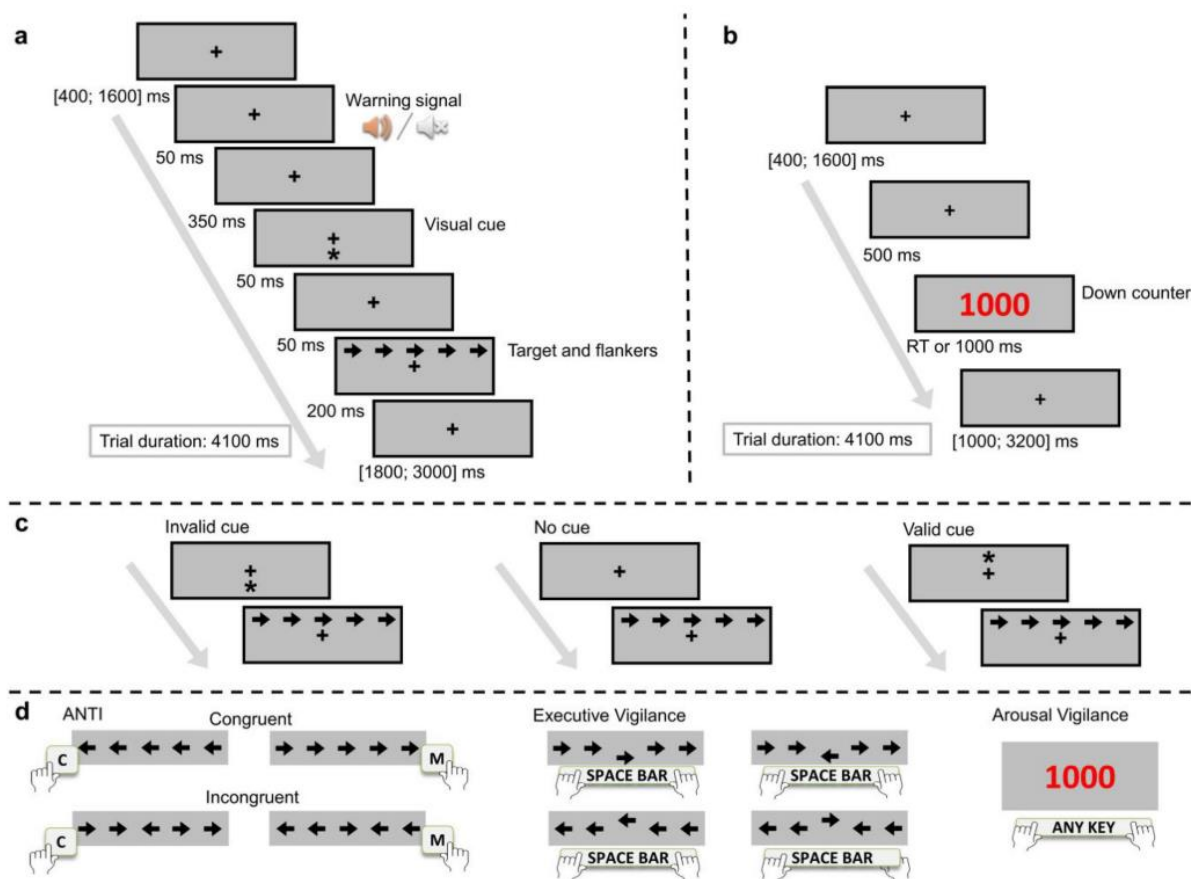 a
[400; 1600] ms
Warning signal
50 ms
350 ms
Visual cue
*
50 ms
50 ms
Target and flankers
200 ms
Trial duration: 4100 ms
[1800; 3000] ms
b
[400; 1600] ms
500 ms
1000
Down counter
RT or 1000 ms
Trial duration: 4100 ms
[1000; 3200] ms
c
Invalid cue
*
No cue
Valid cue
*
d
ANTI
Congruent
C
M
Incongruent
C
M
Executive Vigilance
SPACE BAR
SPACE BAR
SPACE BAR
SPACE BAR
Arousal Vigilance
1000
ANY KEY